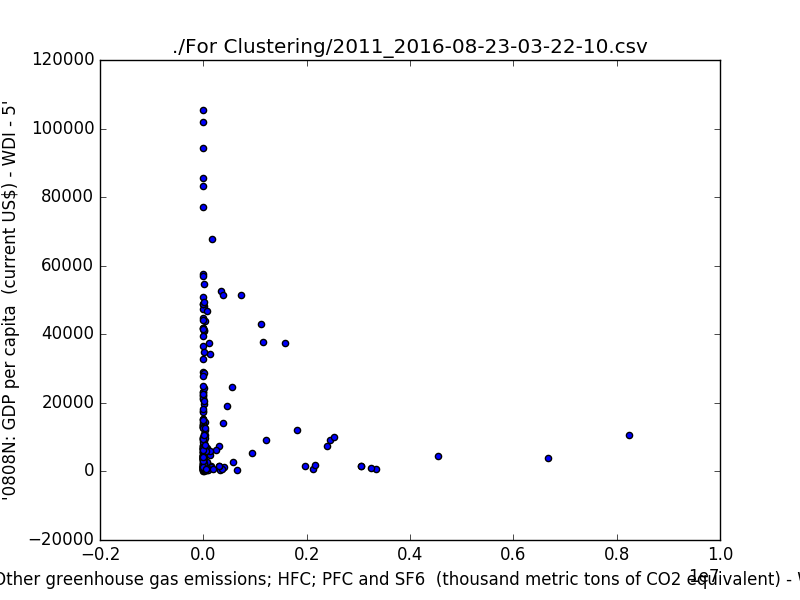 ./For Clustering/2011_2016-08-23-03-22-10.csv
120000
100000
80000
60000
40000
20000
0
−20000
'0808N: GDP per capita  (current US$) - WDI - 5'
−0.2 0.0 0.2 0.4 0.6 0.8 1.0
1e7
Other greenhouse gas emissions; HFC; PFC and SF6  (thousand metric tons of CO2 equivalent) -